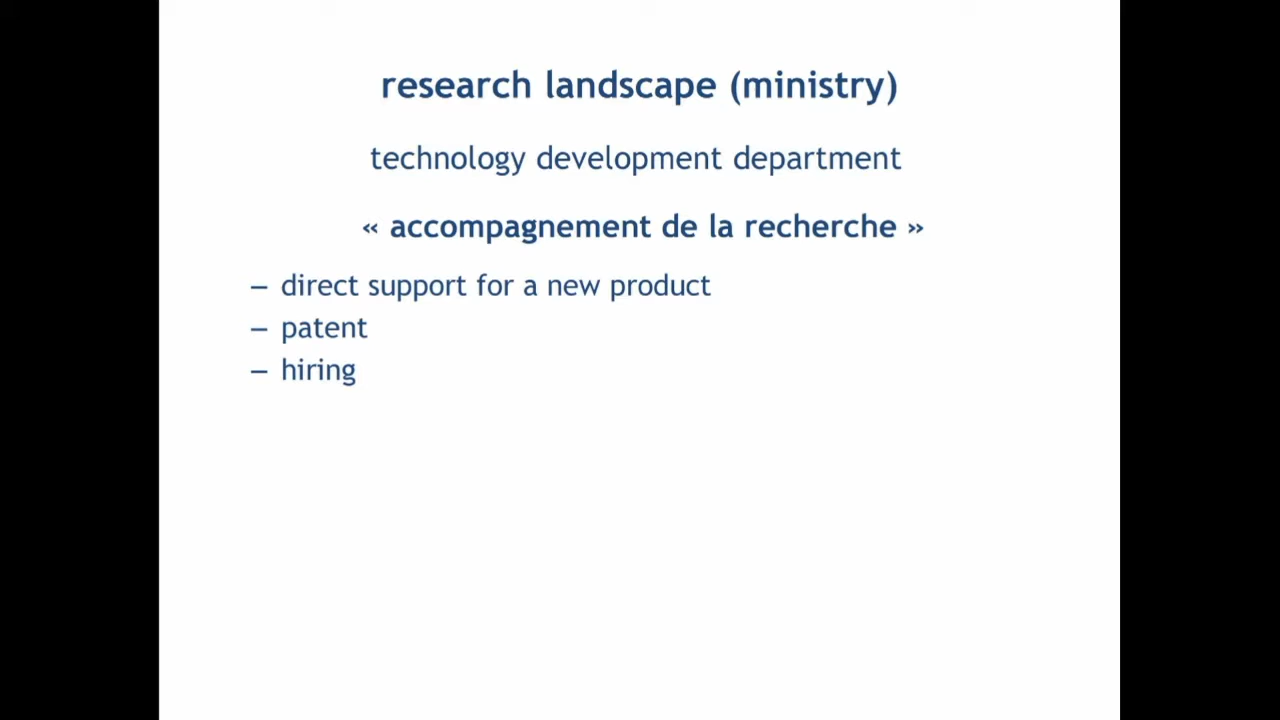 research landscape (ministry)
technology development department
« accompagnement de la recherche »
– direct support for a new product
– patent
– hiring